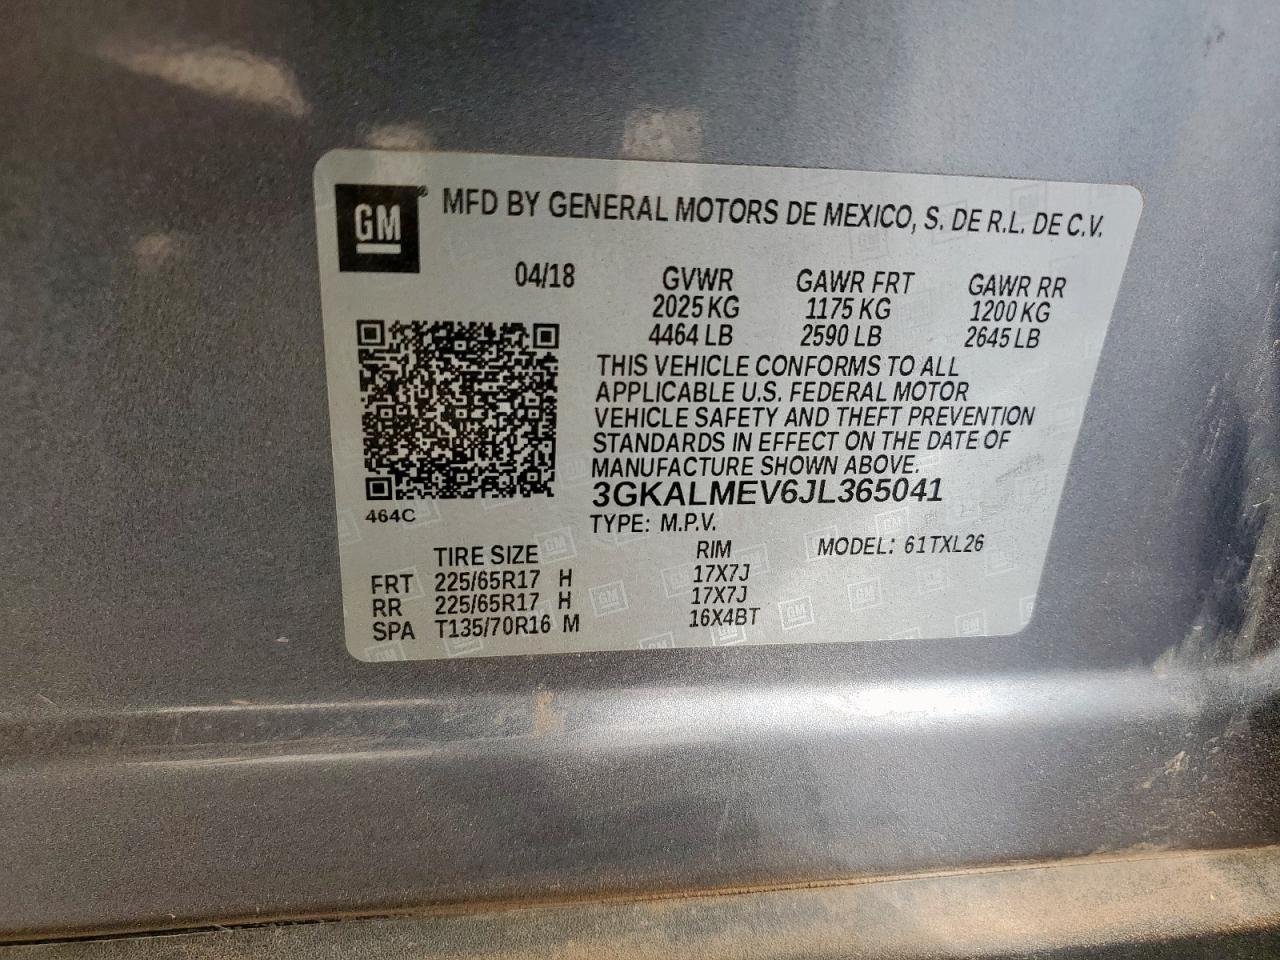 GM® MFD BY GENERAL MOTORS DE MEXICO, S. DE R.L. DE C.V.
04/18 GVWR GAWR FRT GAWR RR
2025 KG 1175 KG 1200 KG
4464 LB 2590 LB 2645 LB
THIS VEHICLE CONFORMS TO ALL
APPLICABLE U.S. FEDERAL MOTOR
VEHICLE SAFETY AND THEFT PREVENTION
STANDARDS IN EFFECT ON THE DATE OF
MANUFACTURE SHOWN ABOVE.
3GKALMEV6JL365041
464C
TYPE: M.P.V.
TIRE SIZE RIM MODEL: 61TXL26
FRT 225/65R17 H 17X7J
RR 225/65R17 H 17X7J
SPA T135/70R16 M 16X4BT